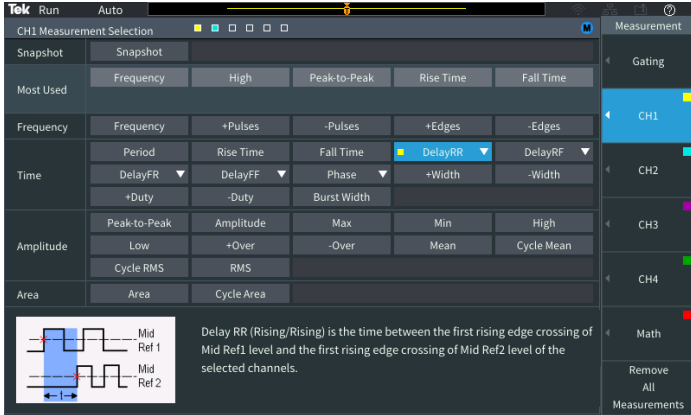 Tek Run Auto
CH1 Measurement Selection M Measurement
Snapshot Snapshot
Most Used Frequency High Peak-to-Peak Rise Time Fall Time
Frequency Frequency +Pulses -Pulses +Edges -Edges
Time
Period Rise Time Fall Time DelayRR DelayRF
DelayFR DelayFF Phase +Width -Width
+Duty -Duty Burst Width
Amplitude
Peak-to-Peak Amplitude Max Min High
Low +Over -Over Mean Cycle Mean
Cycle RMS RMS
Area Area Cycle Area
Mid
Ref 1
Mid
Ref 2
t
Delay RR (Rising/Rising) is the time between the first rising edge crossing of
Mid Ref1 level and the first rising edge crossing of Mid Ref2 level of the
selected channels.
Gating
CH1
CH2
CH3
CH4
Math
Remove
All
Measurements